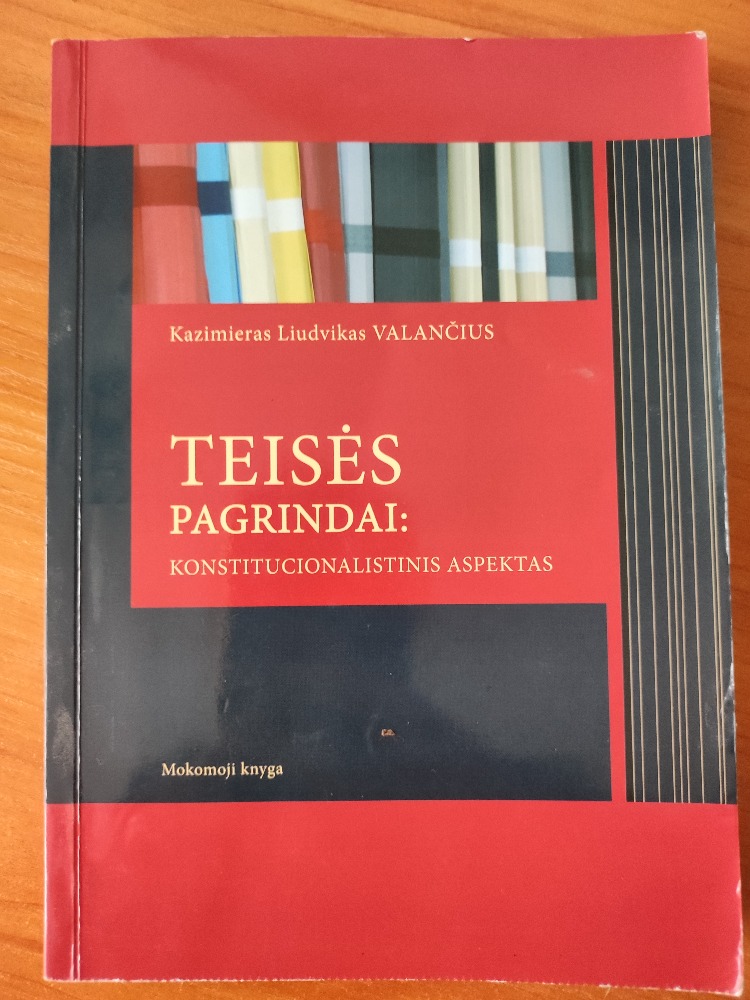 Kazimieras Liudvikas VALANČIUS
TEISĖS
PAGRINDAI:
KONSTITUCIONALISTINIS ASPEKTAS
Mokomoji knyga